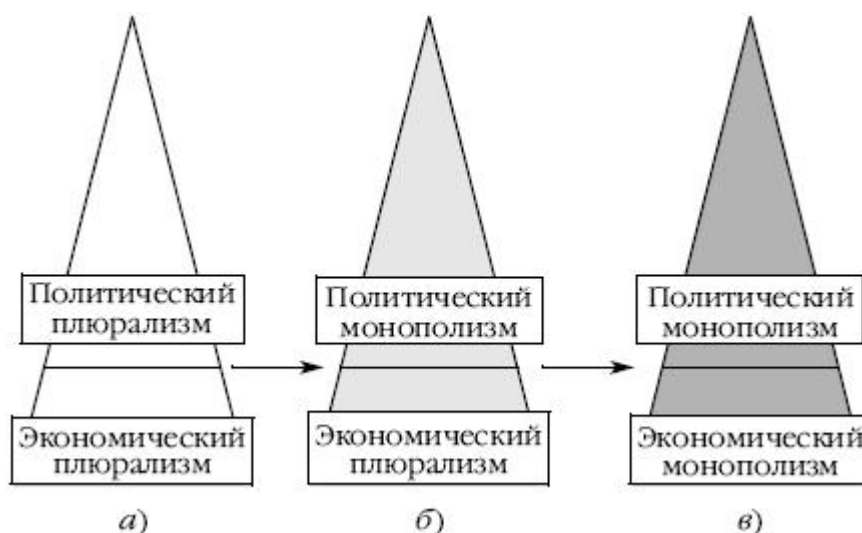 Политический
плюрализм
Политический
монополизм
Политический
монополизм
Экономический
плюрализм
Экономический
плюрализм
Экономический
монополизм
а)
б)
в)